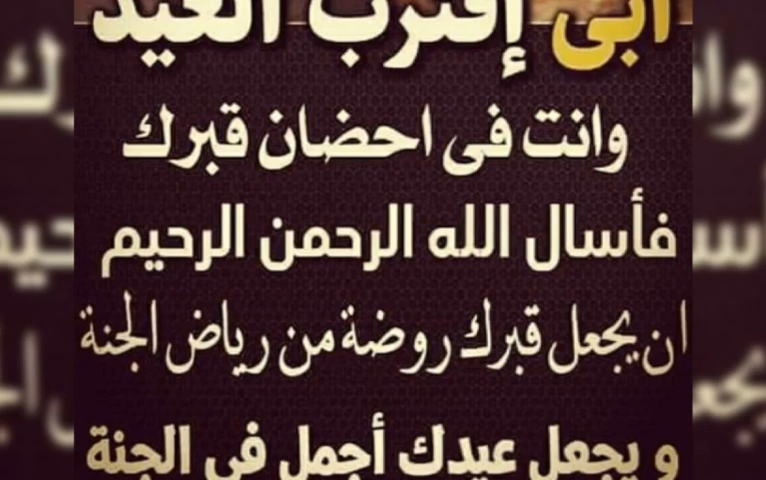 أبى إقترب العيد
وانت فى احضان قبرك
فأسال الله الرحمن الرحيم
ان يجعل قبرك روضة من رياض الجنة
و يجعل عيدك أجمل فى الجنة